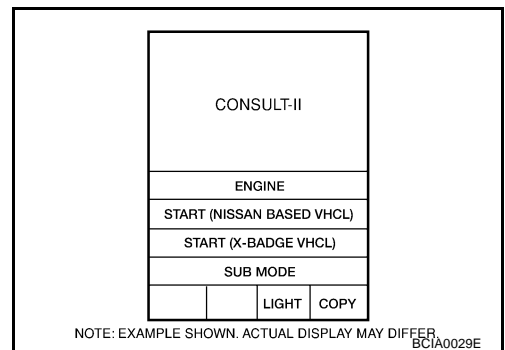 CONSULT-II
ENGINE
START (NISSAN BASED VHCL)
START (X-BADGE VHCL)
SUB MODE
LIGHT COPY
NOTE: EXAMPLE SHOWN. ACTUAL DISPLAY MAY DIFFER.
BCIA0029E